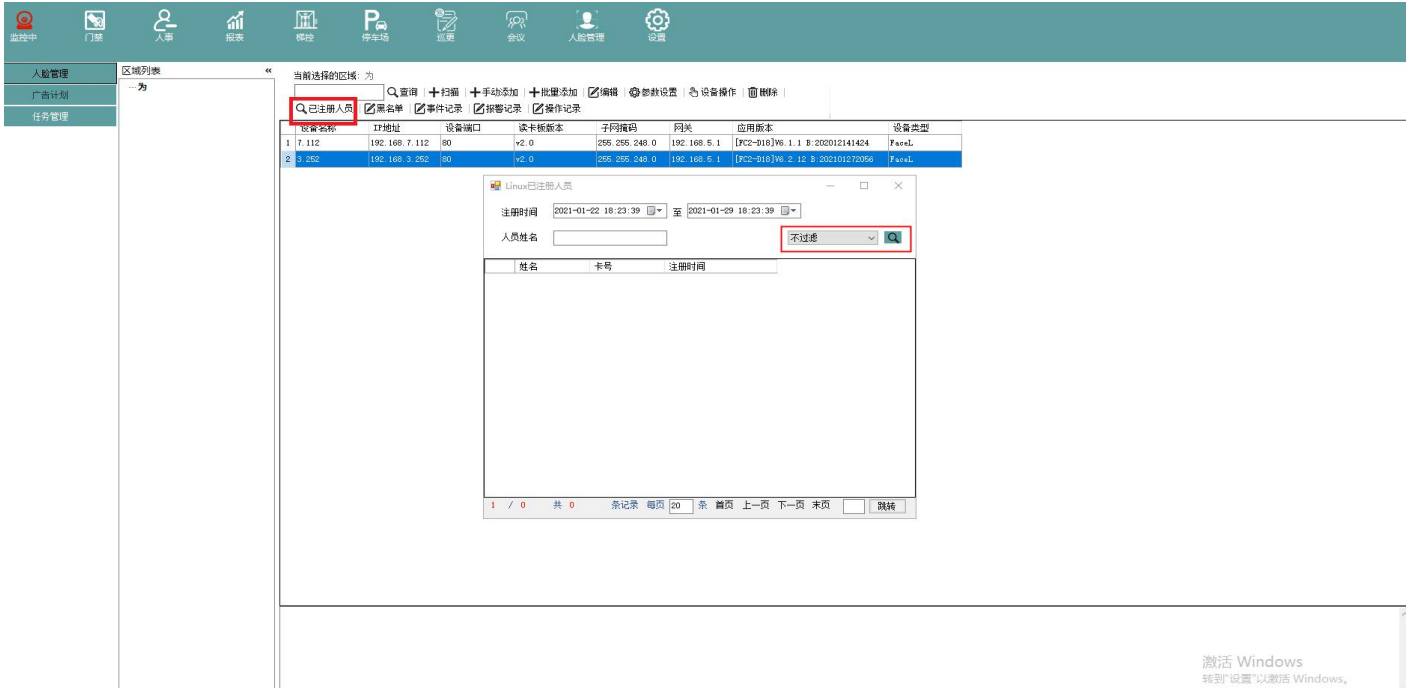 监控中 门禁 人事 报表 梯控 停车场 巡更 会议 人脸管理 设置
人脸管理
广告计划
任务管理
区域列表 «
为
当前选择的区域: 为
查询 扫描 手动添加 批量添加 编辑 参数设置 设备操作 删除
已注册人员 黑名单 事件记录 报警记录 操作记录
设备名称 IP地址 设备端口 读卡板版本 子网掩码 网关 应用版本 设备类型
1 7.112 192.168.7.112 80 v2.0 255.255.248.0 192.168.5.1 [FC2-D18]V6.1.1 B:202012141424 FaceL
2 3.252 192.168.3.252 80 v2.0 255.255.248.0 192.168.5.1 [FC2-D18]V6.2.12 B:202101272056 FaceL
Linux已注册人员
注册时间 2021-01-22 18:23:39 至 2021-01-29 18:23:39
人员姓名 不过滤
姓名 卡号 注册时间
1 / 0 共 0 条记录 每页 20 条 首页 上一页 下一页 末页 跳转
激活 Windows
转到"设置"以激活 Windows。